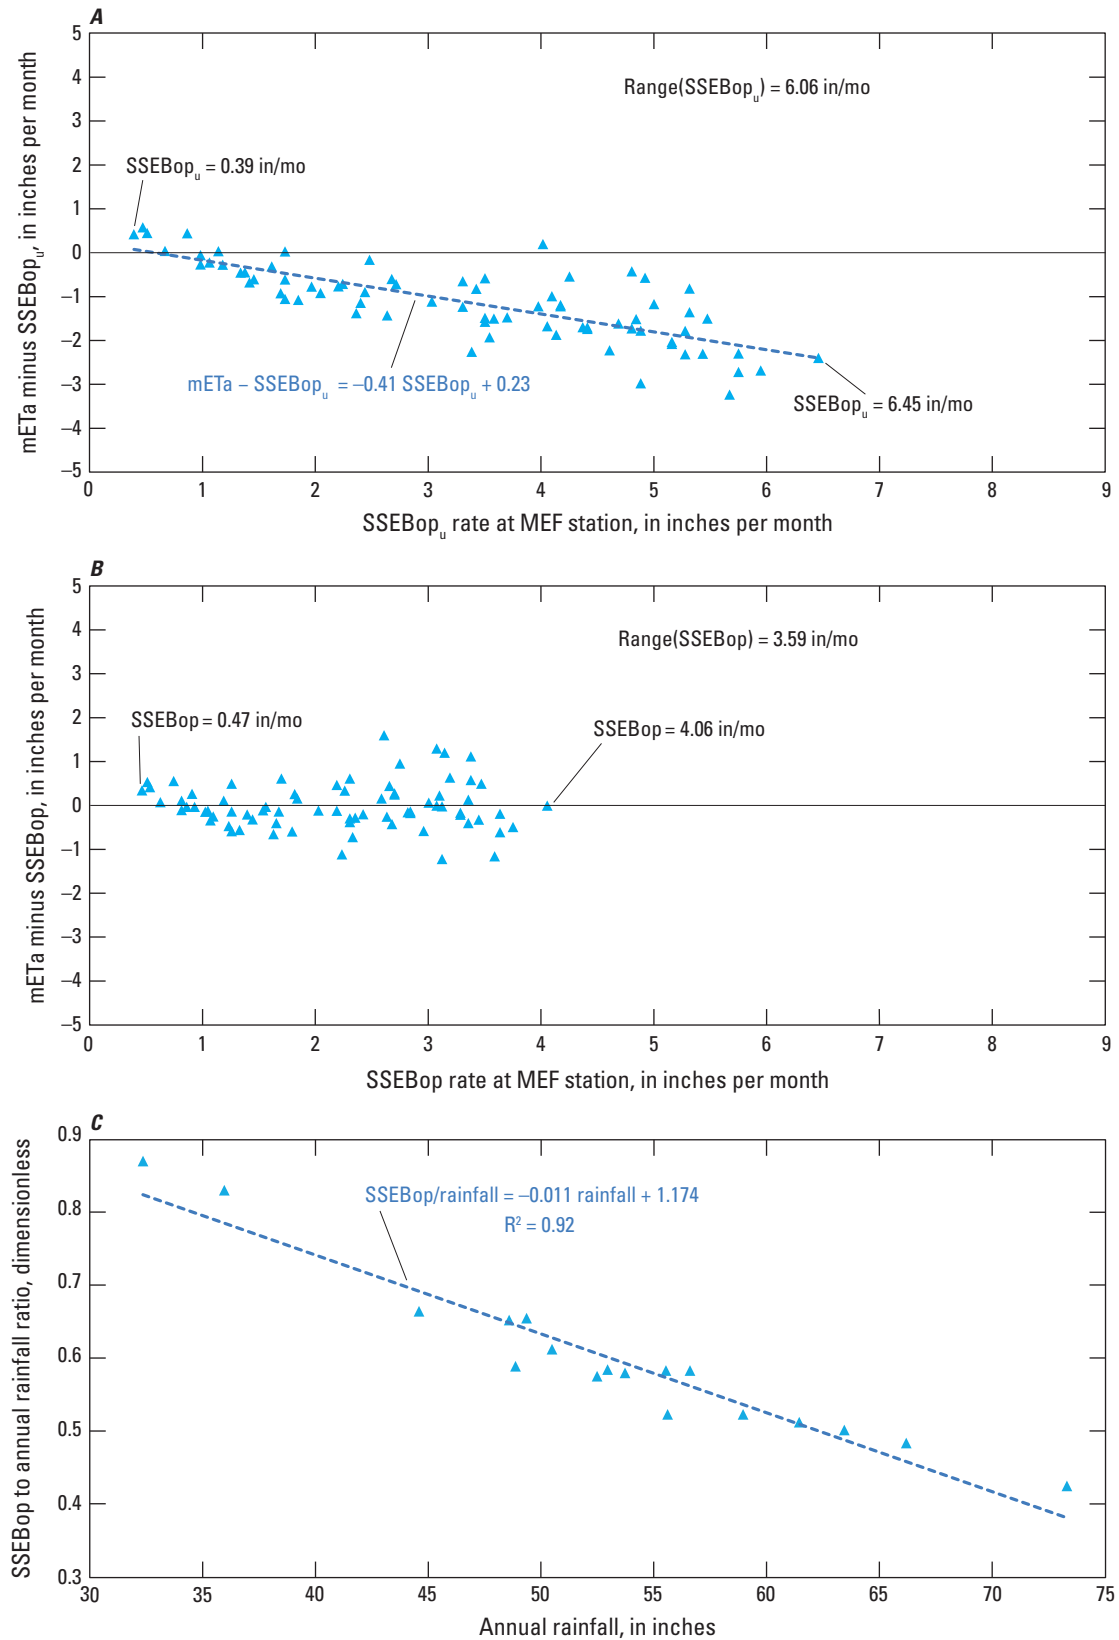 A
5
4
3
2
1
0
–1
–2
–3
–4
–5
mETa minus SSEBopu, in inches per month
Range(SSEBopu) = 6.06 in/mo
SSEBopu = 0.39 in/mo
mETa – SSEBopu = –0.41 SSEBopu + 0.23
SSEBopu = 6.45 in/mo
0 1 2 3 4 5 6 7 8 9
SSEBopu rate at MEF station, in inches per month
B
5
4
3
2
1
0
–1
–2
–3
–4
–5
mETa minus SSEBop, in inches per month
Range(SSEBop) = 3.59 in/mo
SSEBop = 0.47 in/mo
SSEBop = 4.06 in/mo
0 1 2 3 4 5 6 7 8 9
SSEBop rate at MEF station, in inches per month
C
0.9
0.8
0.7
0.6
0.5
0.4
0.3
SSEBop to annual rainfall ratio, dimensionless
SSEBop/rainfall = –0.011 rainfall + 1.174
R² = 0.92
30 35 40 45 50 55 60 65 70 75
Annual rainfall, in inches